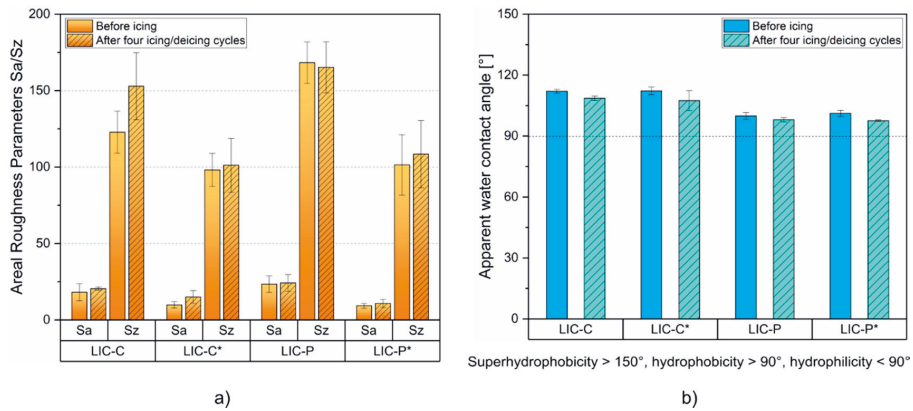 a)
Areal Roughness Parameters Sa/Sz
Before icing
After four icing/deicing cycles
200
150
100
50
0
Sa Sz Sa Sz Sa Sz Sa Sz
LIC-C LIC-C* LIC-P LIC-P*
b)
Apparent water contact angle [°]
Before icing
After four icing/deicing cycles
150
120
90
60
30
0
LIC-C LIC-C* LIC-P LIC-P*
Superhydrophobicity > 150°, hydrophobicity > 90°, hydrophilicity < 90°
a) b)